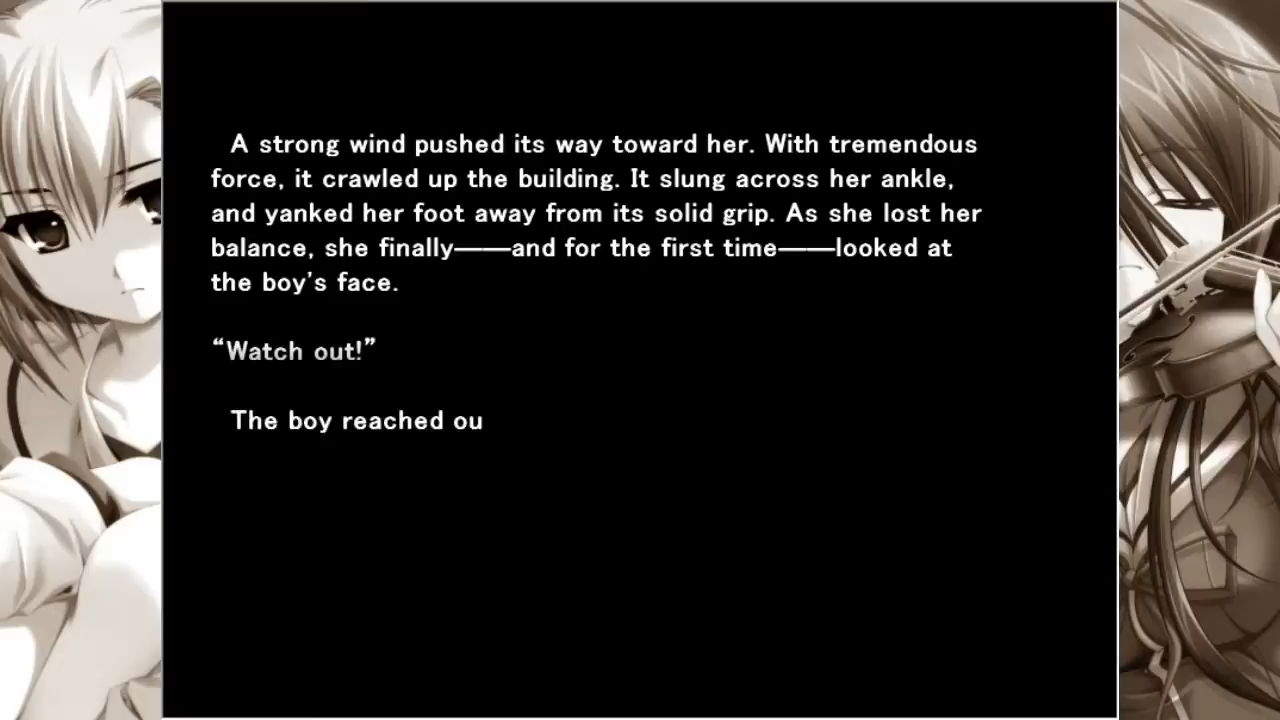 A strong wind pushed its way toward her. With tremendous
force, it crawled up the building. It slung across her ankle,
and yanked her foot away from its solid grip. As she lost her
balance, she finally——and for the first time——looked at
the boy’s face.
“Watch out!”
The boy reached ou